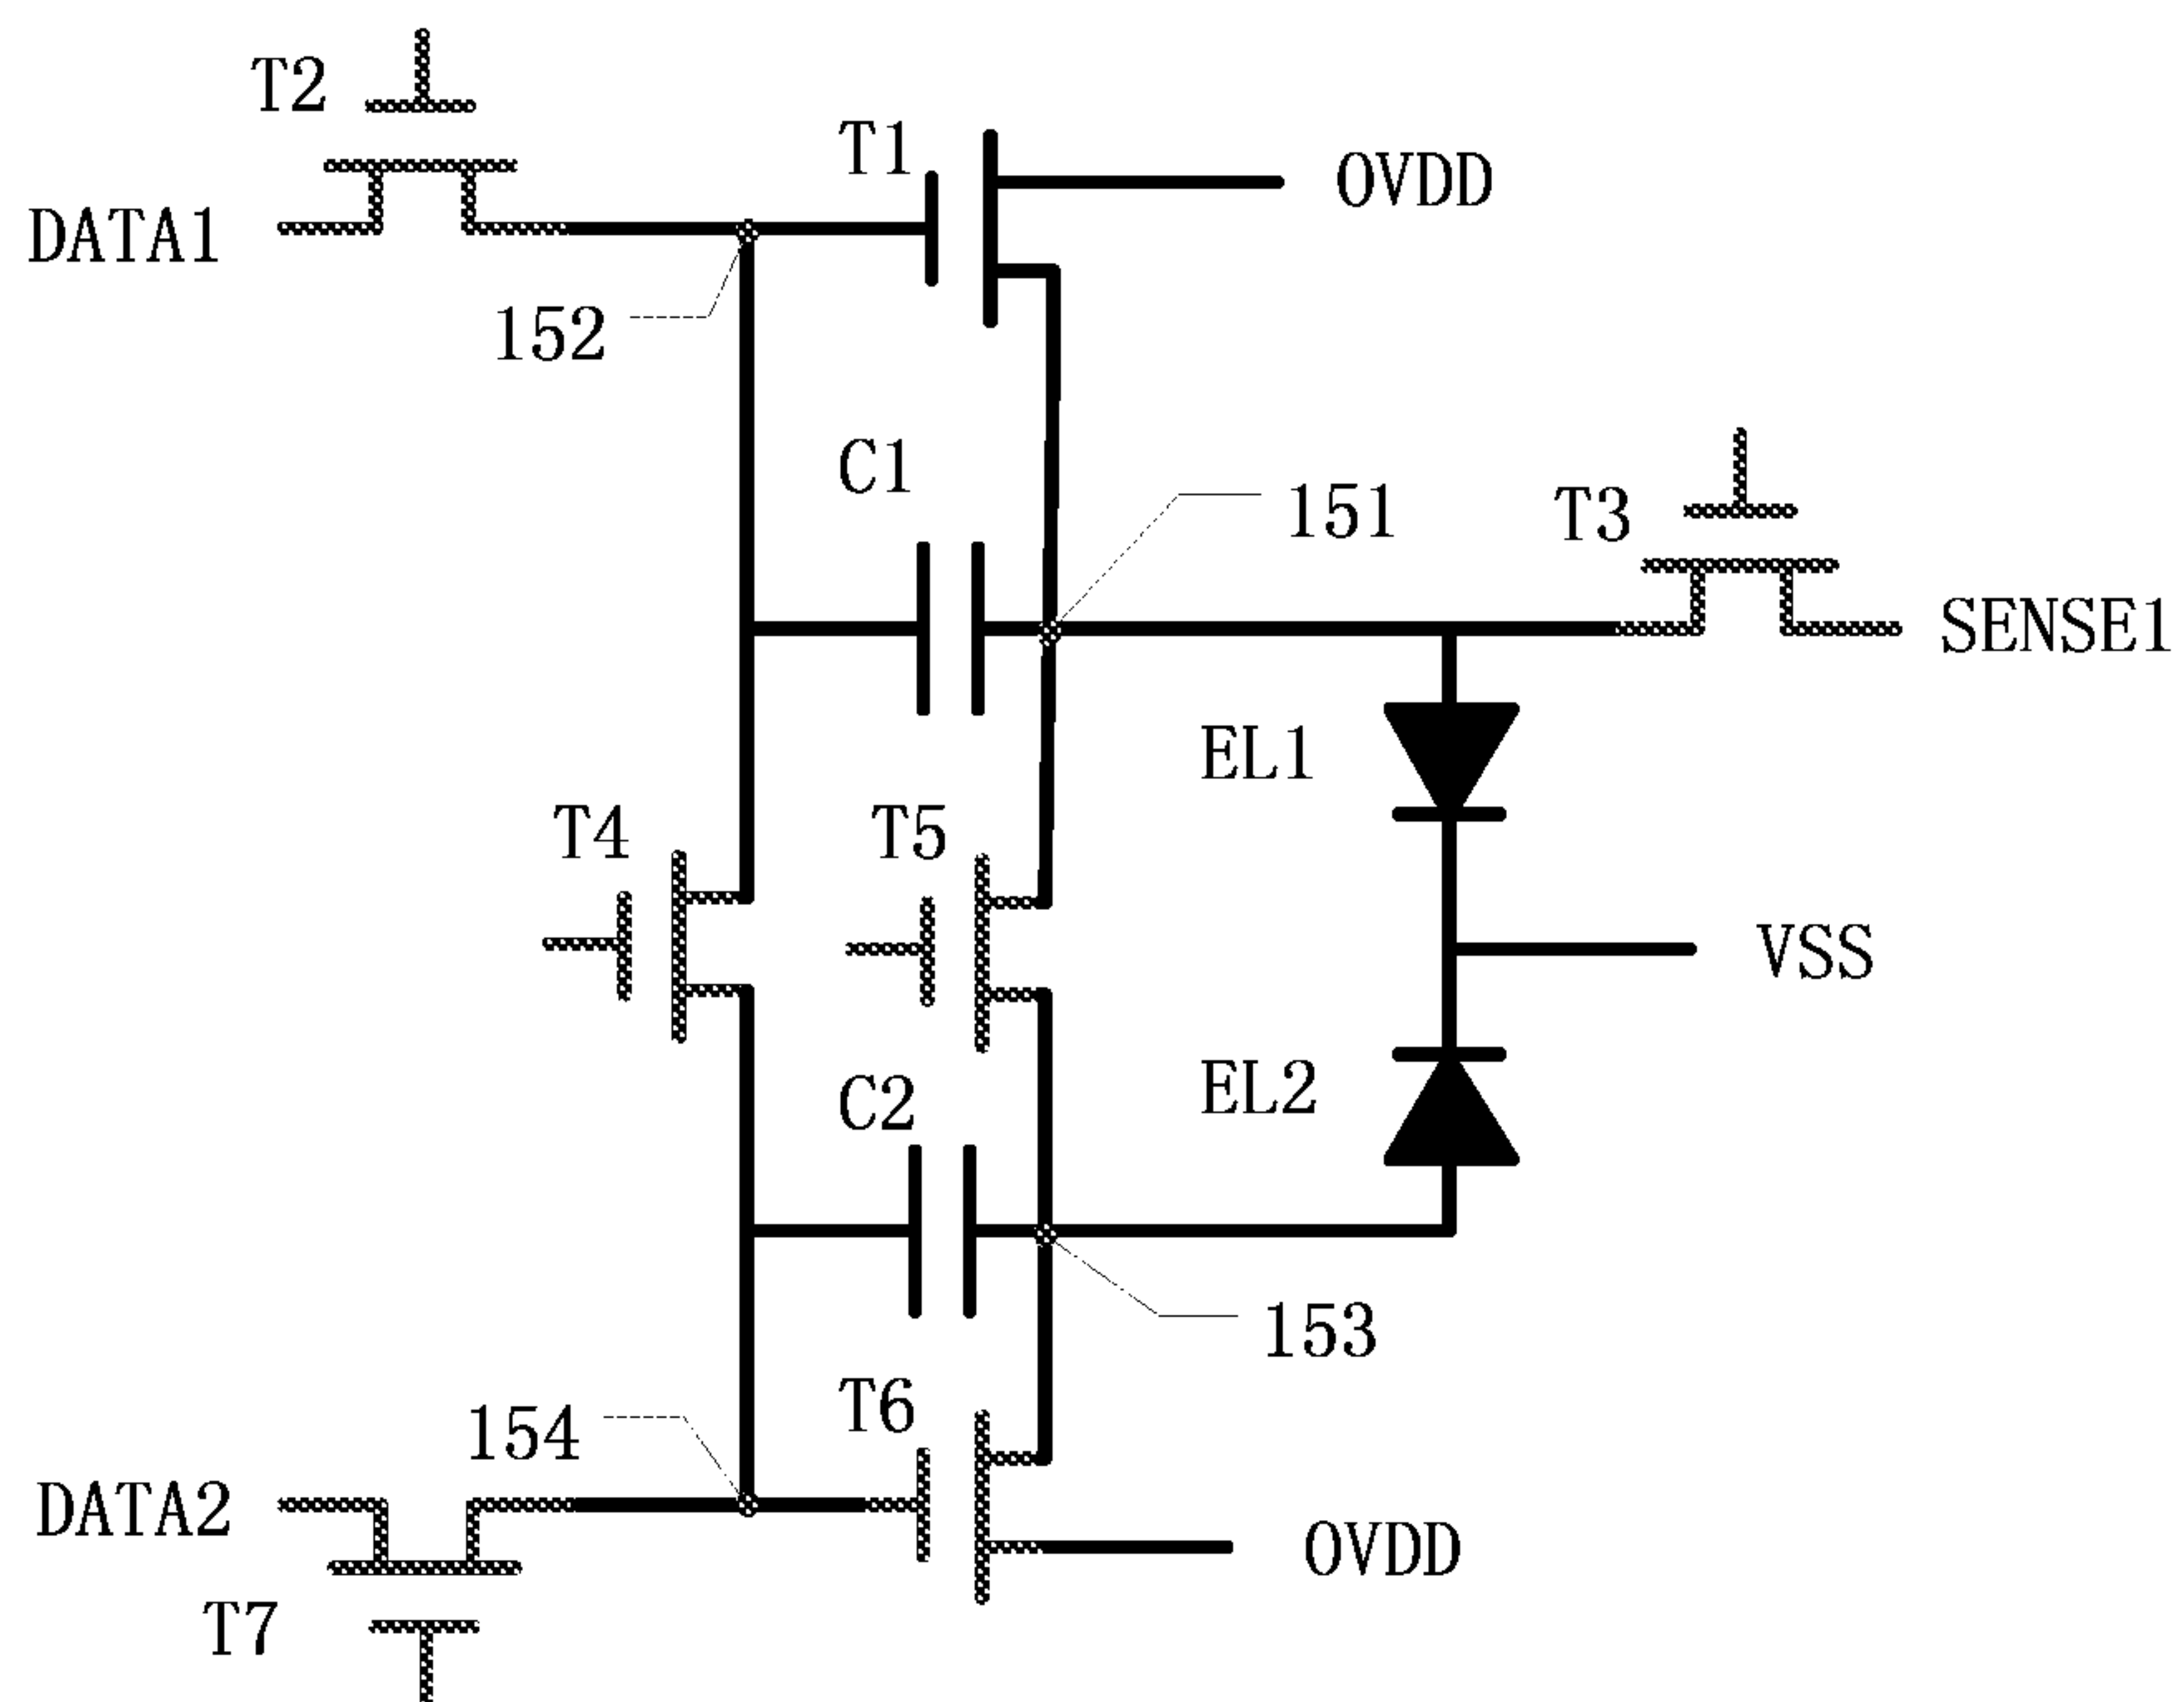 T2
T1
OVDD
DATA1
152
C1
151
T3
SENSE1
EL1
T4
T5
VSS
EL2
C2
153
T6
154
DATA2
OVDD
T7